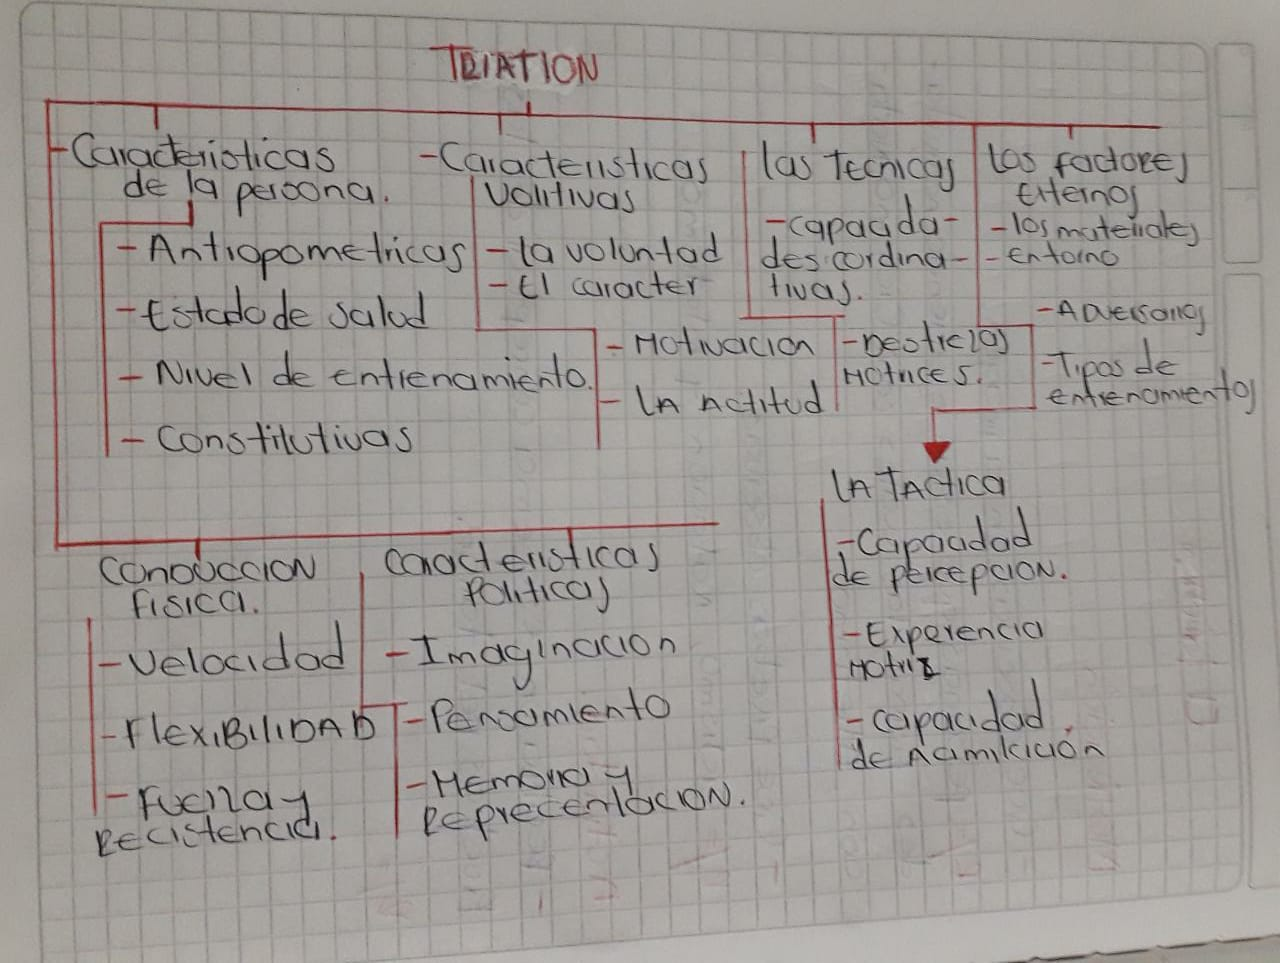 TRIATION
-Caracteristicas
de la persona.
-Antropometricas
-Estado de salud
-Nivel de entrenamiento.
-Constitutivas
-Caracteristicas
Volitivas
-la voluntad
-El caracter
-Motivacion
-LA Actitud
las Tecnicas
-capacida-
des cordina-
tivas.
-Destrezas
Motrices.
Los factores
Externos
-los materiales
-entorno
-Adversarios
-Tipos de
entrenamientos
LA TActica
-Capacidad
de percepcion.
-Experencia
Motriz
-capacidad
de
Conduccion
Fisica.
-Velocidad
-FlexiBiliDAD
-Fuerza y
Recistencia.
caracteristicas
Politicas
-Imaginacion
-Pensamiento
-Memoria y
Reprecentacion.